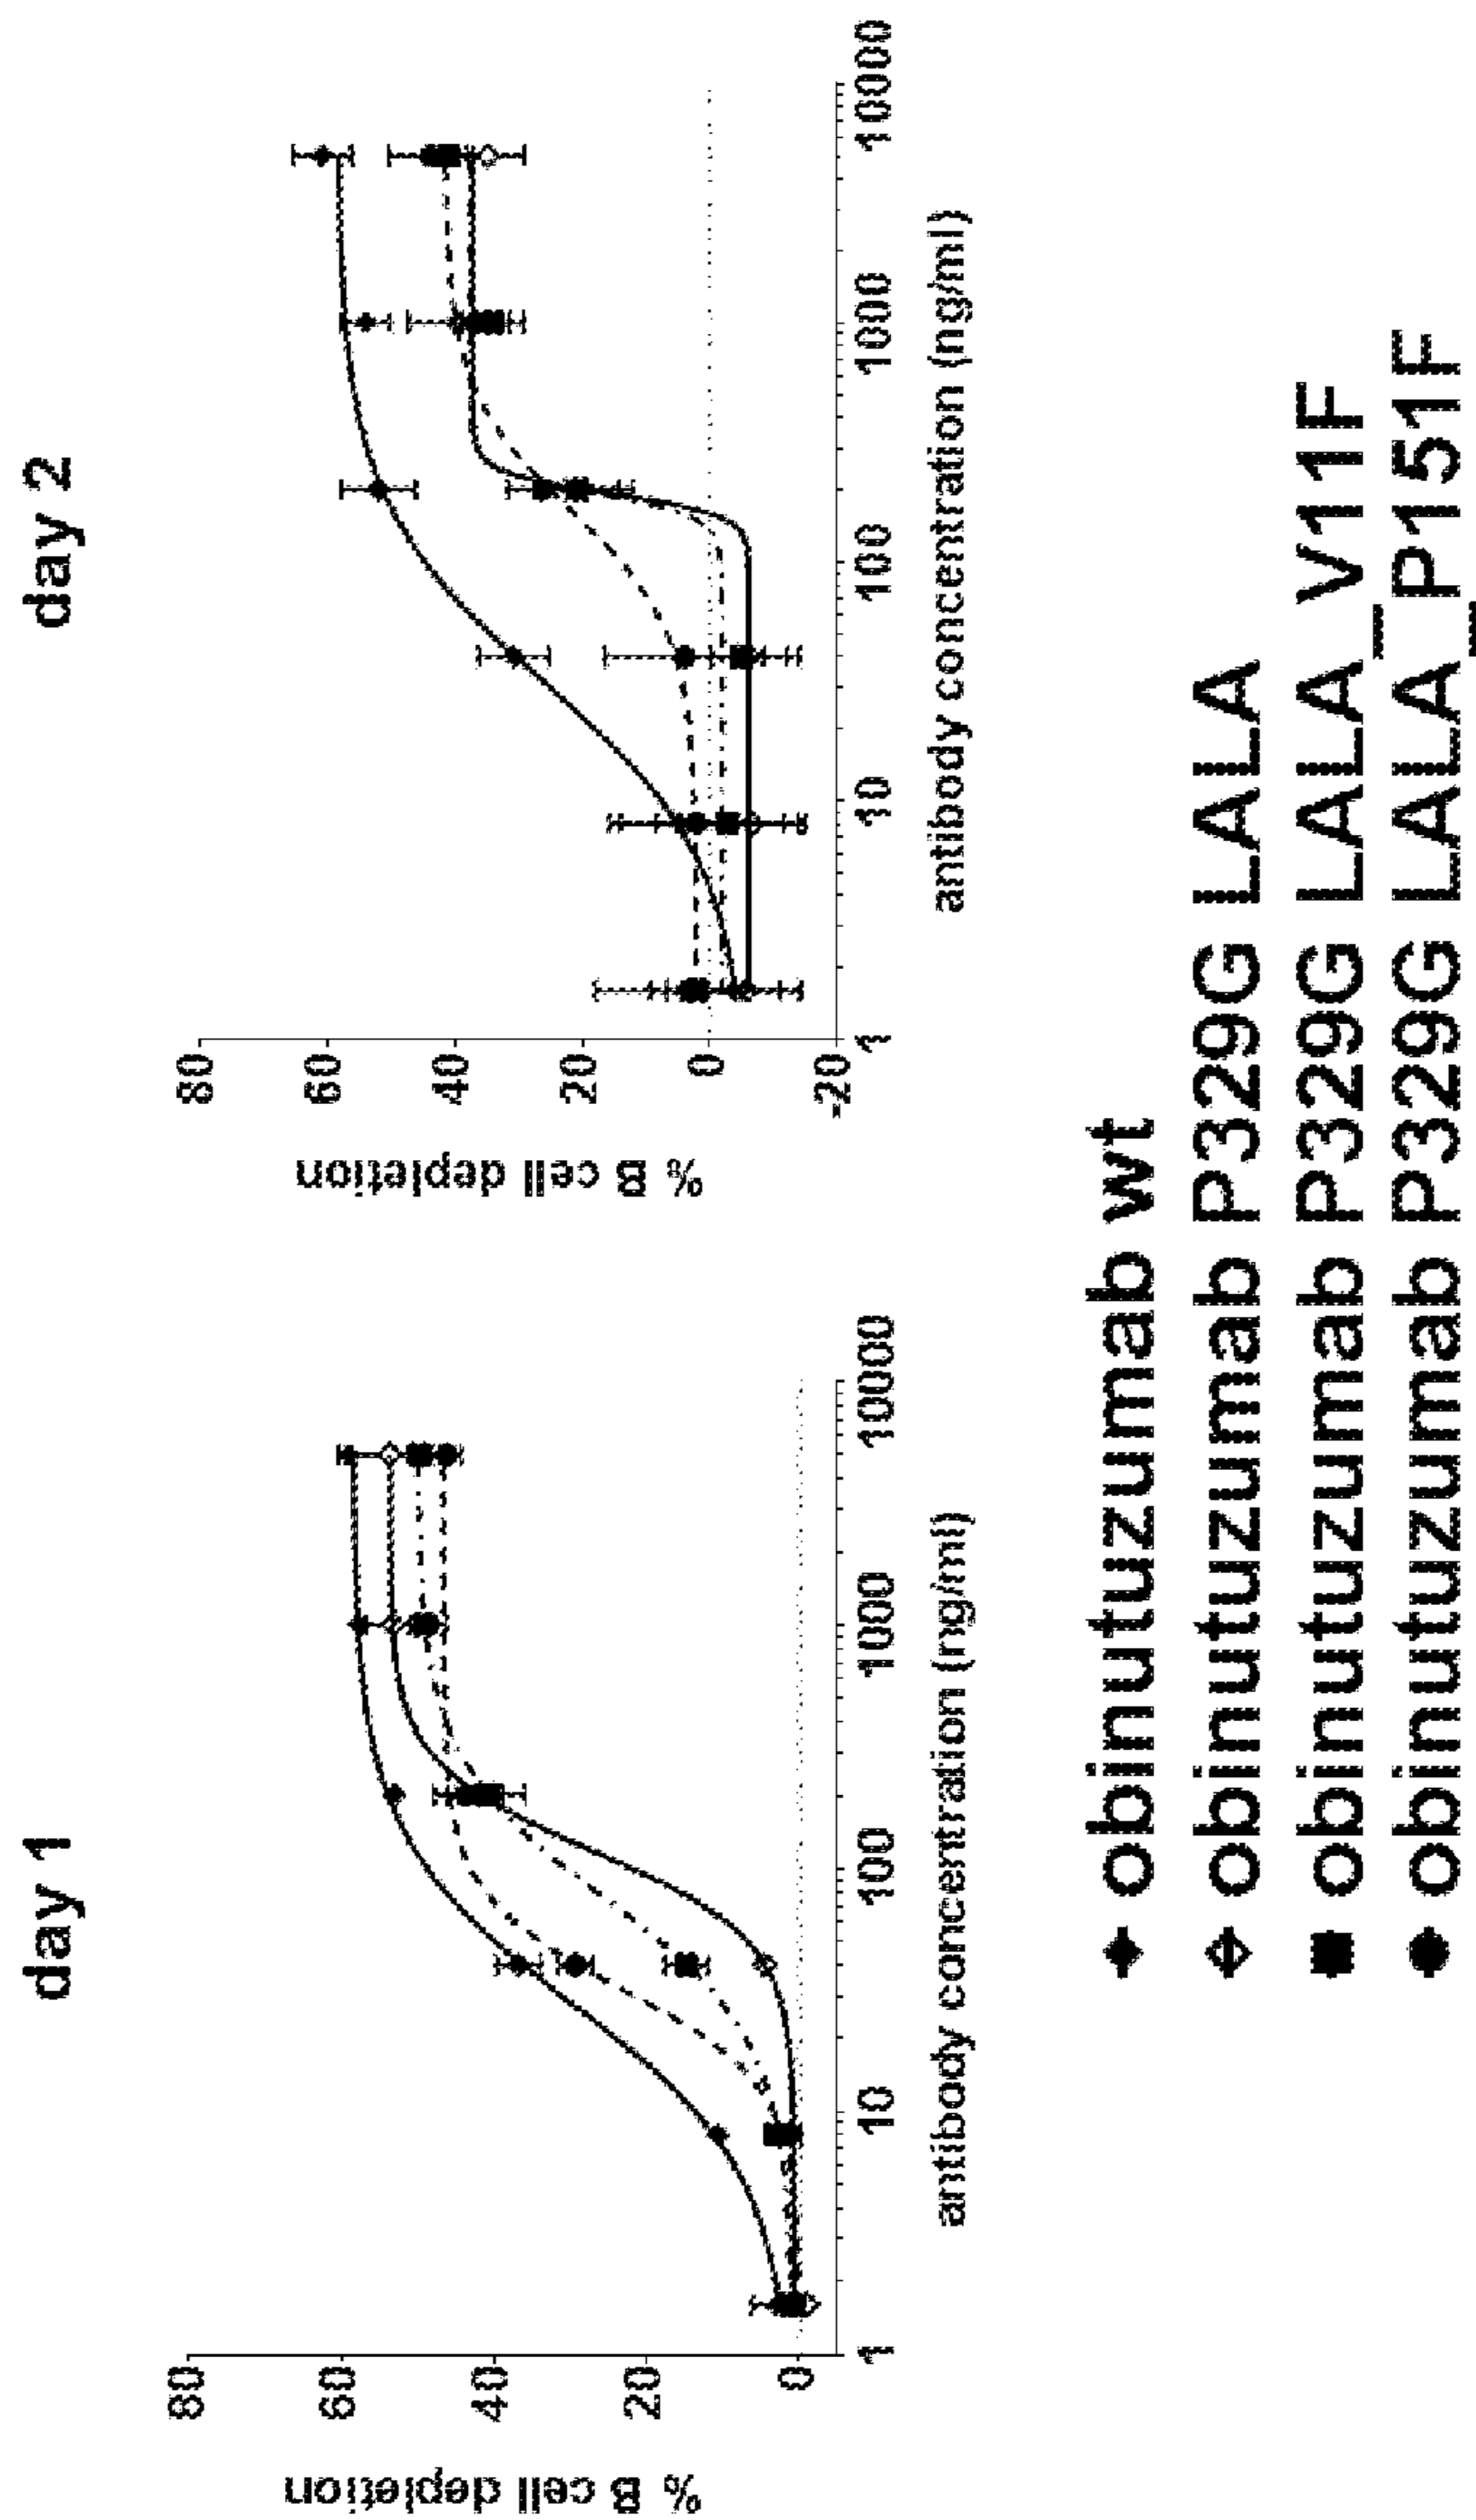 day 1
% B cell depletion
80
60
40
20
0
1
10
100
1000
10000
antibody concentration (ng/ml)
day 2
% B cell depletion
80
60
40
20
0
-20
1
10
100
1000
10000
antibody concentration (ng/ml)
obinutuzumab wt
obinutuzumab P329G LALA
obinutuzumab P329G LALA_V11F
obinutuzumab P329G LALA_P151F